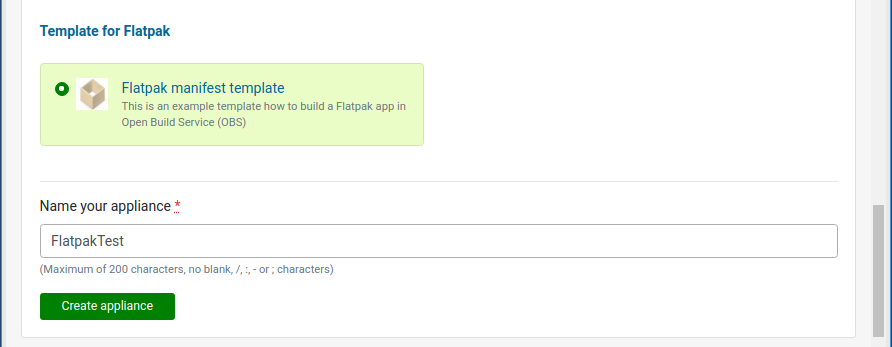 Template for Flatpak
Flatpak manifest template
This is an example template how to build a Flatpak app in
Open Build Service (OBS)
Name your appliance *
FlatpakTest
(Maximum of 200 characters, no blank, /, :, - or ; characters)
Create appliance